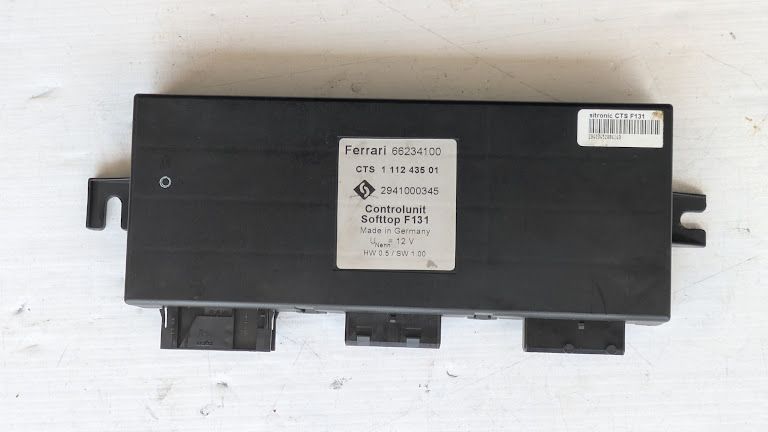 sitronic CTS F131
Ferrari 66234100
CTS 1 112 435 01
2941000345
Controlunit
Softtop F131
Made in Germany
UNenn = 12 V
HW 0.5 / SW 1.00